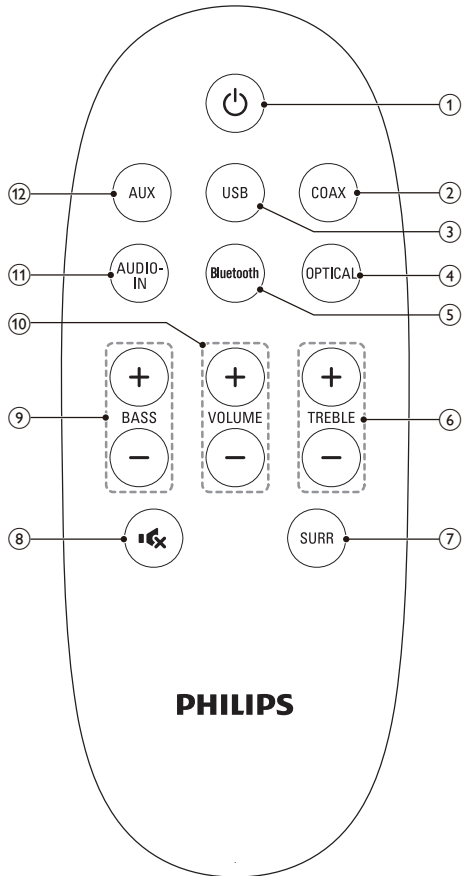 ①
⑫ AUX USB COAX ②
③
⑪ AUDIO-
IN Bluetooth OPTICAL ④
⑤
⑩
+ + +
⑨ BASS VOLUME TREBLE ⑥
− − −
⑧ SURR ⑦
PHILIPS